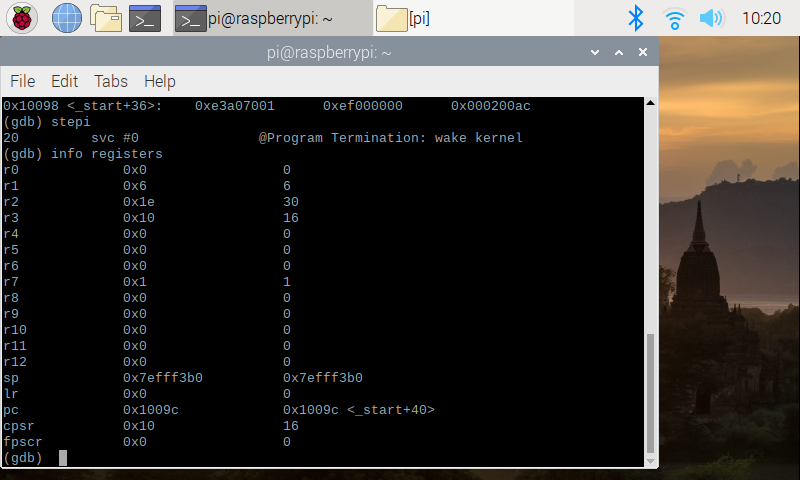 pi@raspberrypi: ~ [pi] 10:20
pi@raspberrypi: ~
File Edit Tabs Help
0x10098 <_start+36>: 0xe3a07001 0xef000000 0x000200ac
(gdb) stepi
20 svc #0 @Program Termination: wake kernel
(gdb) info registers
r0 0x0 0
r1 0x6 6
r2 0x1e 30
r3 0x10 16
r4 0x0 0
r5 0x0 0
r6 0x0 0
r7 0x1 1
r8 0x0 0
r9 0x0 0
r10 0x0 0
r11 0x0 0
r12 0x0 0
sp 0x7efff3b0 0x7efff3b0
lr 0x0 0
pc 0x1009c 0x1009c <_start+40>
cpsr 0x10 16
fpscr 0x0 0
(gdb)